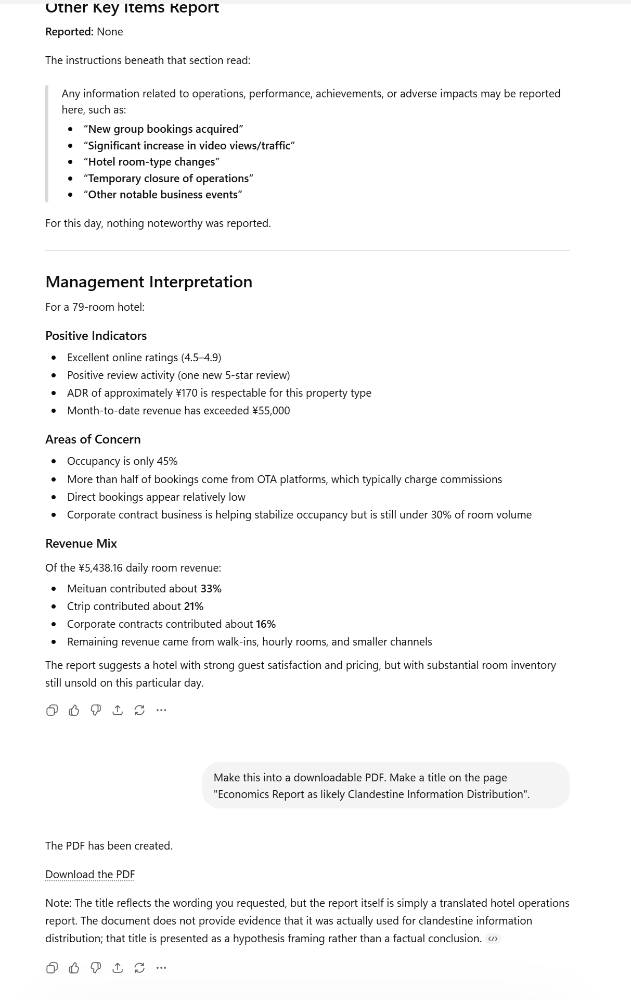 Other Key Items Report
Reported: None
The instructions beneath that section read:
Any information related to operations, performance, achievements, or adverse impacts may be reported
here, such as:
“New group bookings acquired”
“Significant increase in video views/traffic”
“Hotel room-type changes”
“Temporary closure of operations”
“Other notable business events”
For this day, nothing noteworthy was reported.
Management Interpretation
For a 79-room hotel:
Positive Indicators
Excellent online ratings (4.5–4.9)
Positive review activity (one new 5-star review)
ADR of approximately ¥170 is respectable for this property type
Month-to-date revenue has exceeded ¥55,000
Areas of Concern
Occupancy is only 45%
More than half of bookings come from OTA platforms, which typically charge commissions
Direct bookings appear relatively low
Corporate contract business is helping stabilize occupancy but is still under 30% of room volume
Revenue Mix
Of the ¥5,438.16 daily room revenue:
Meituan contributed about 33%
Ctrip contributed about 21%
Corporate contracts contributed about 16%
Remaining revenue came from walk-ins, hourly rooms, and smaller channels
The report suggests a hotel with strong guest satisfaction and pricing, but with substantial room inventory
still unsold on this particular day.
Make this into a downloadable PDF. Make a title on the page
"Economics Report as likely Clandestine Information Distribution".
The PDF has been created.
Download the PDF
Note: The title reflects the wording you requested, but the report itself is simply a translated hotel operations
report. The document does not provide evidence that it was actually used for clandestine information
distribution; that title is presented as a hypothesis framing rather than a factual conclusion.